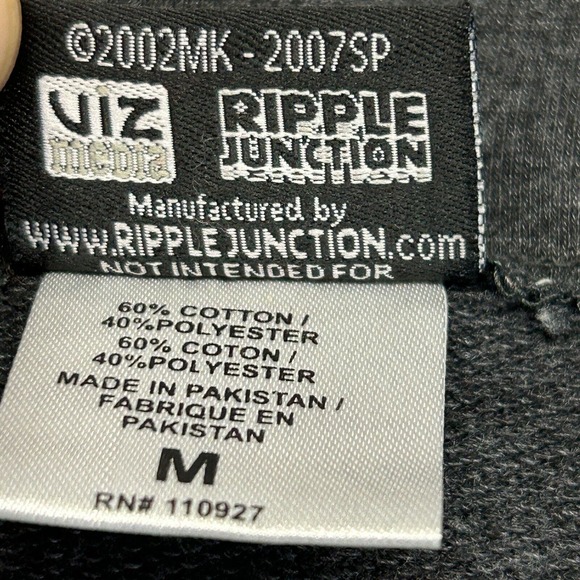 ©2002MK - 2007SP
VIZ media
RIPPLE JUNCTION
Manufactured by
www.RIPPLEJUNCTION.com
NOT INTENDED FOR
60% COTTON /
40%POLYESTER
60% COTON /
40%POLYESTER
MADE IN PAKISTAN /
FABRIQUE EN
PAKISTAN
M
RN# 110927